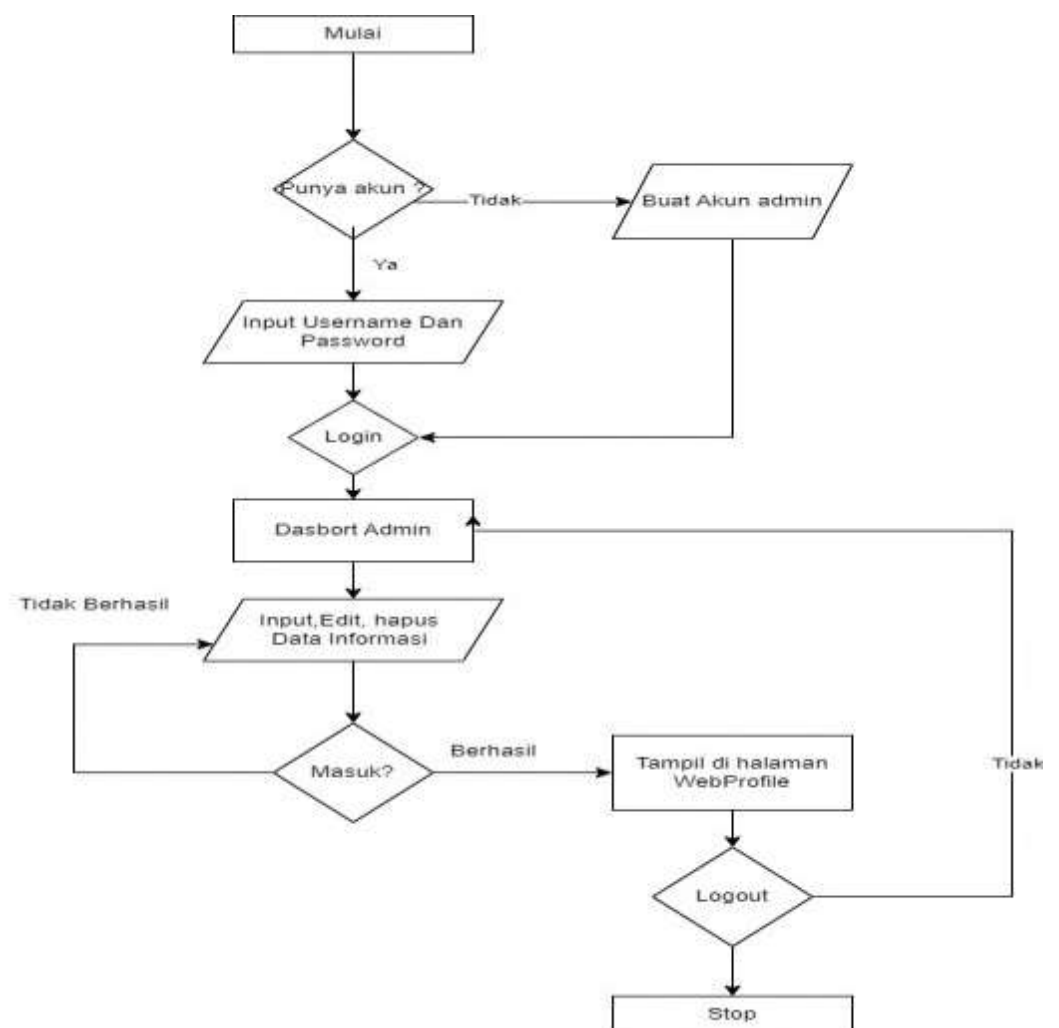 Mulai
Punya akun ?
Tidak
Buat Akun admin
Ya
Input Username Dan
Password
Login
Dasbort Admin
Tidak Berhasil
Input,Edit, hapus
Data Informasi
Masuk?
Berhasil
Tampil di halaman
WebProfile
Tidak
Logout
Stop